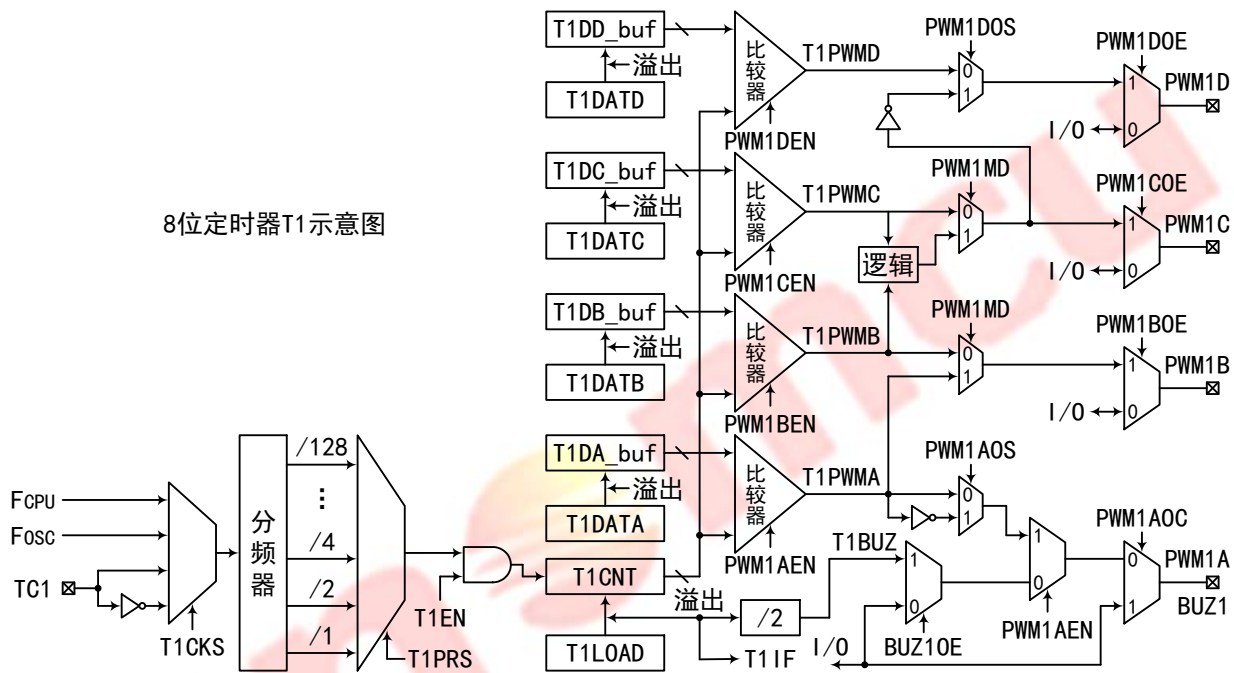 8位定时器T1示意图
T1DD_buf
溢出
T1DATD
比较器
PWM1DEN
T1PWMD
PWM1DOS
0
1
PWM1DOE
1
0
PWM1D
I/O
T1DC_buf
溢出
T1DATC
比较器
PWM1CEN
T1PWMC
逻辑
PWM1MD
0
1
PWM1COE
1
0
PWM1C
I/O
T1DB_buf
溢出
T1DATB
比较器
PWM1BEN
T1PWMB
PWM1MD
0
1
PWM1BOE
1
0
PWM1B
I/O
T1DA_buf
溢出
T1DATA
比较器
PWM1AEN
T1PWMA
PWM1AOS
0
1
1
0
PWM1AEN
PWM1AOC
0
1
PWM1A
BUZ1
FCPU
FOSC
TC1
T1CKS
分频器
/128
⋮
/4
/2
/1
T1PRS
T1EN
T1CNT
溢出
T1LOAD
/2
T1IF
T1BUZ
1
0
BUZ1OE
I/O
mcu